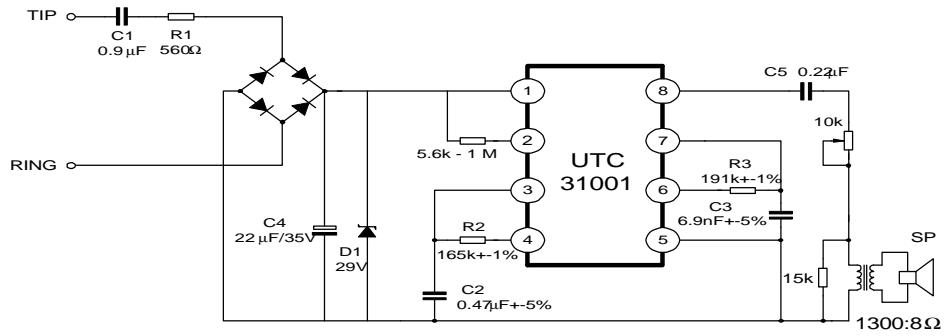 TIP
C1
0.9μF
R1
560Ω
RING
C4
22μF/35V
D1
29V
5.6k - 1 M
R2
165k+-1%
C2
0.47μF+-5%
1
2
3
4
UTC
31001
8
7
6
5
R3
191k+-1%
C3
6.9nF+-5%
C5 0.22μF
10k
15k
SP
1300:8Ω